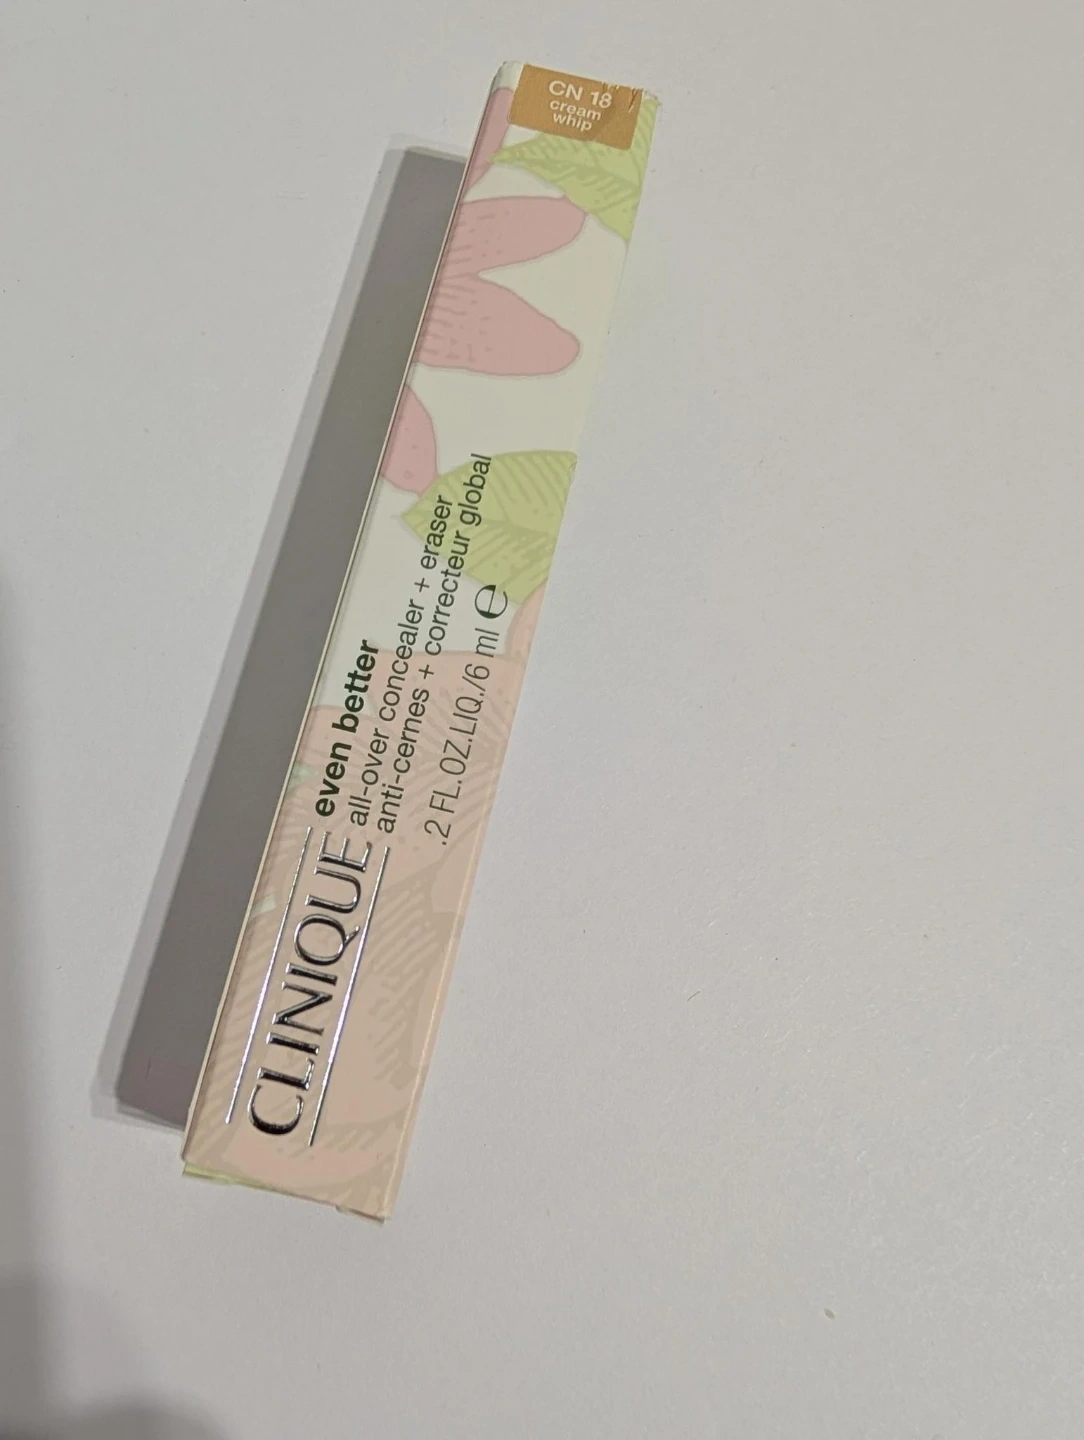 CN 18
cream
whip
CLINIQUE
even better
all-over concealer + eraser
anti-cernes + correcteur global
.2 FL.OZ.LIQ./6 ml ℮